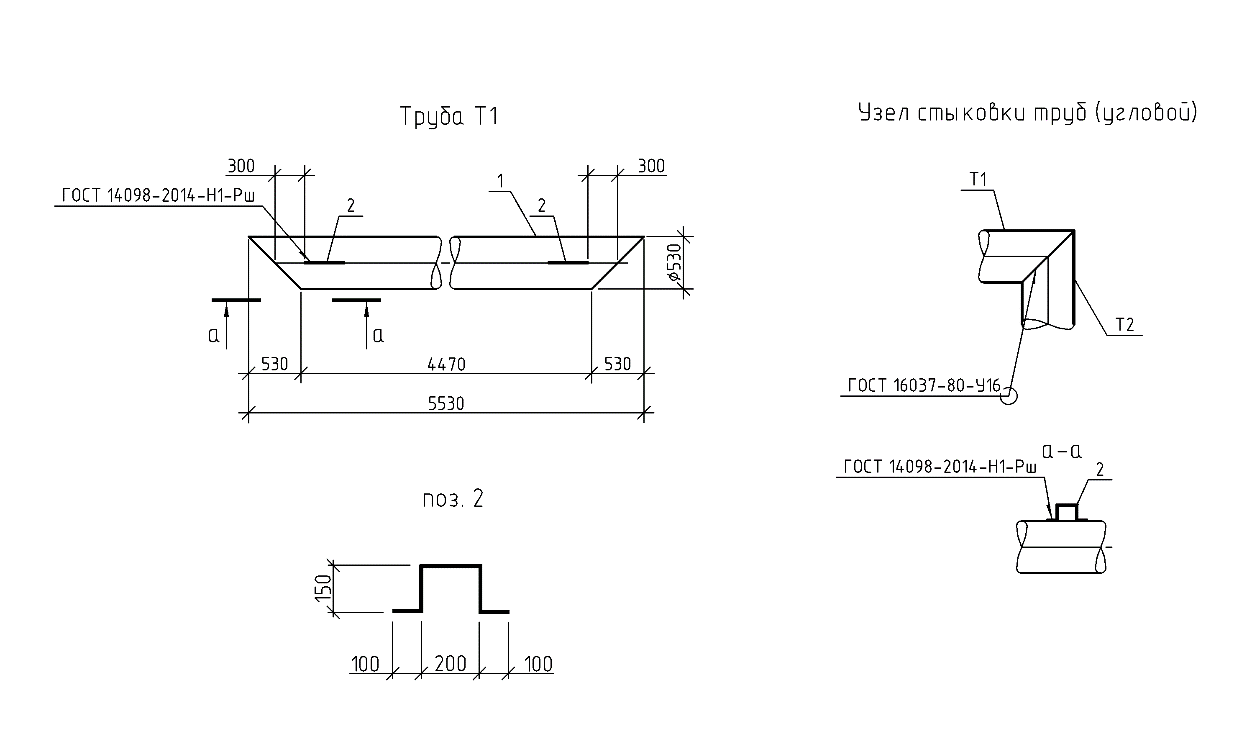 Труба Т1
Узел стыковки труб (угловой)
300
300
ГОСТ 14098-2014-Н1-Рш
1
2
2
Т1
⌀530
а
а
530
4470
530
5530
Т2
ГОСТ 16037-80-У16
а-а
ГОСТ 14098-2014-Н1-Рш
2
поз. 2
150
100
200
100